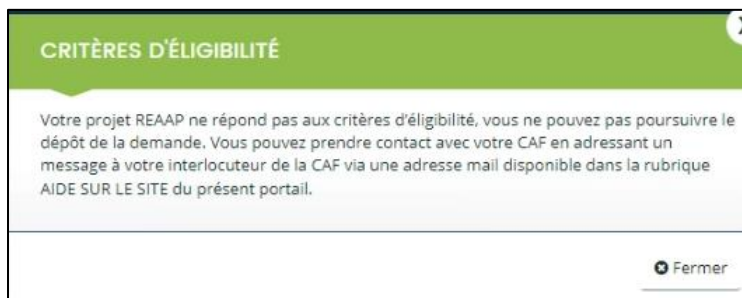 CRITÈRES D'ÉLIGIBILITÉ
Votre projet REAAP ne répond pas aux critères d'éligibilité, vous ne pouvez pas poursuivre le
dépôt de la demande. Vous pouvez prendre contact avec votre CAF en adressant un
message à votre interlocuteur de la CAF via une adresse mail disponible dans la rubrique
AIDE SUR LE SITE du présent portail.
Fermer